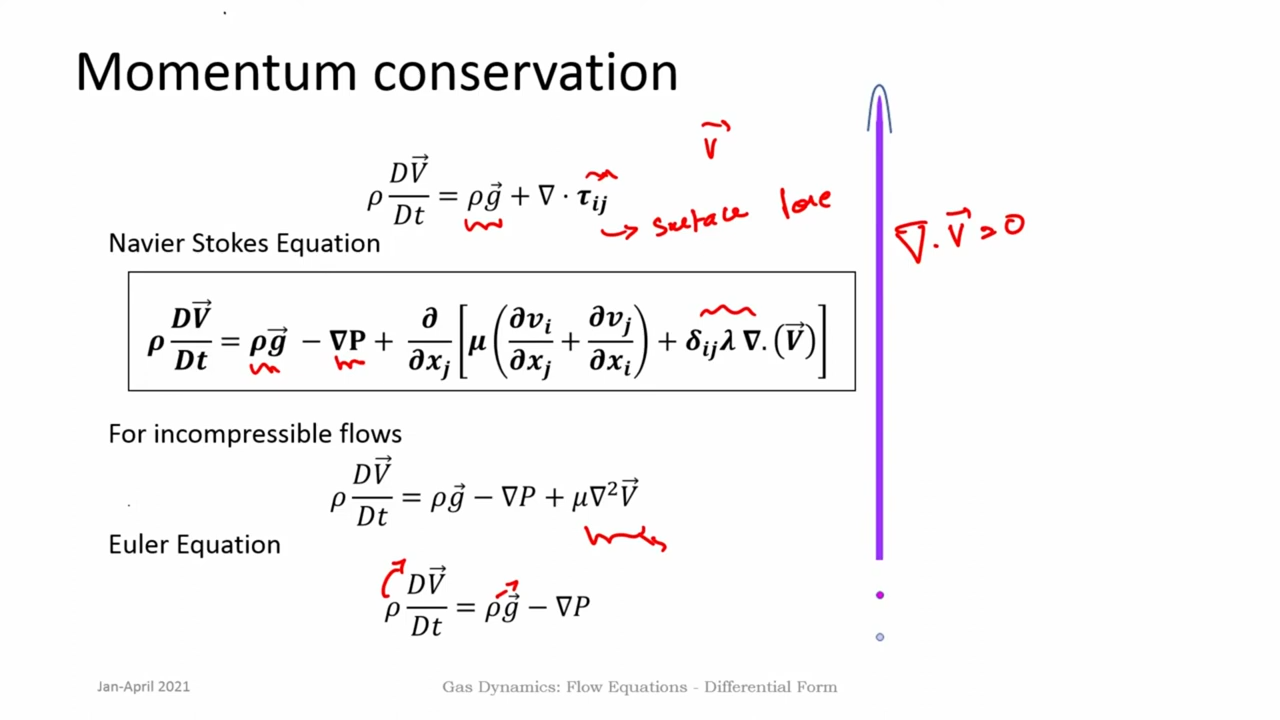 Momentum conservation
V⃗
ρ DV⃗/Dt = ρg⃗ + ∇ · τij
→ surface
∇. V⃗ = 0
Navier Stokes Equation
ρ DV⃗/Dt = ρg⃗ − ∇P + ∂/∂xj [μ(∂vi/∂xj + ∂vj/∂xi) + δij λ ∇. (V⃗)]
For incompressible flows
ρ DV⃗/Dt = ρg⃗ − ∇P + μ∇²V⃗
Euler Equation
ρ DV⃗/Dt = ρg⃗ − ∇P
Jan-April 2021
Gas Dynamics: Flow Equations - Differential Form